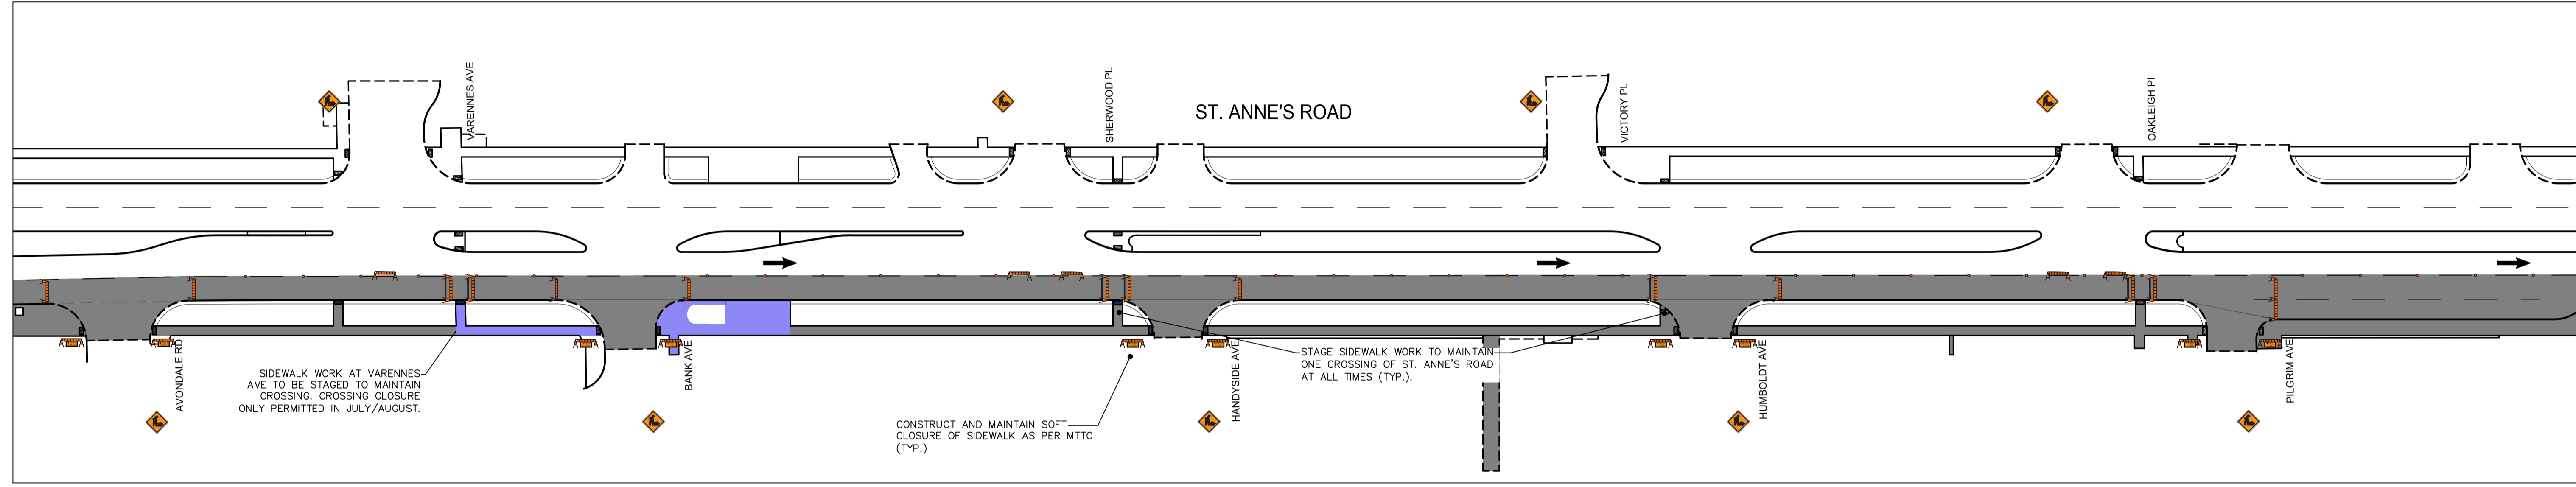 ST. ANNE'S ROAD
VARENNES AVE
SHERWOOD PL
VICTORY PL
OAKLEIGH Pl
AVONDALE RD
BANK AVE
HANDYSIDE AVE
HUMBOLDT AVE
PILGRIM AVE
SIDEWALK WORK AT VARENNES
AVE TO BE STAGED TO MAINTAIN
CROSSING. CROSSING CLOSURE
ONLY PERMITTED IN JULY/AUGUST.
CONSTRUCT AND MAINTAIN SOFT
CLOSURE OF SIDEWALK AS PER MTTC
(TYP.)
STAGE SIDEWALK WORK TO MAINTAIN
ONE CROSSING OF ST. ANNE'S ROAD
AT ALL TIMES (TYP.).